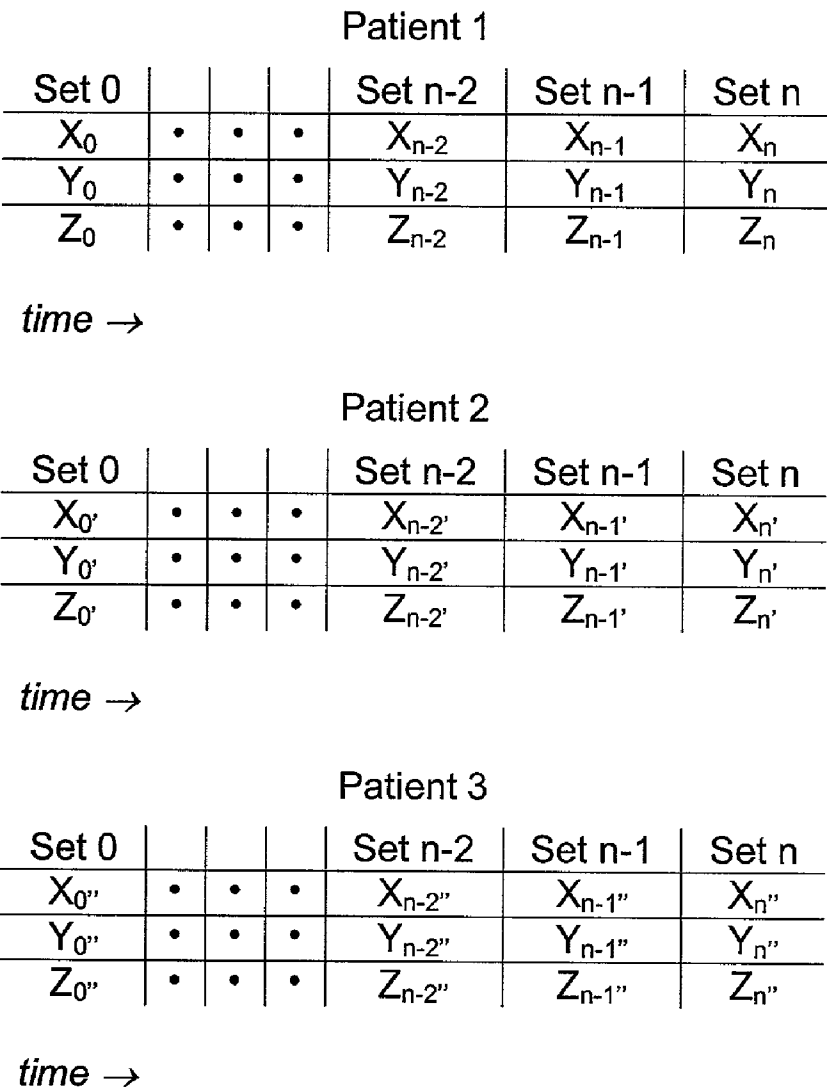 Patient 1
Set 0 Set n-2 Set n-1 Set n
X₀ • • • Xₙ₋₂ Xₙ₋₁ Xₙ
Y₀ • • • Yₙ₋₂ Yₙ₋₁ Yₙ
Z₀ • • • Zₙ₋₂ Zₙ₋₁ Zₙ
time →
Patient 2
Set 0 Set n-2 Set n-1 Set n
X₀' • • • Xₙ₋₂' Xₙ₋₁' Xₙ'
Y₀' • • • Yₙ₋₂' Yₙ₋₁' Yₙ'
Z₀' • • • Zₙ₋₂' Zₙ₋₁' Zₙ'
time →
Patient 3
Set 0 Set n-2 Set n-1 Set n
X₀" • • • Xₙ₋₂" Xₙ₋₁" Xₙ"
Y₀" • • • Yₙ₋₂" Yₙ₋₁" Yₙ"
Z₀" • • • Zₙ₋₂" Zₙ₋₁" Zₙ"
time →